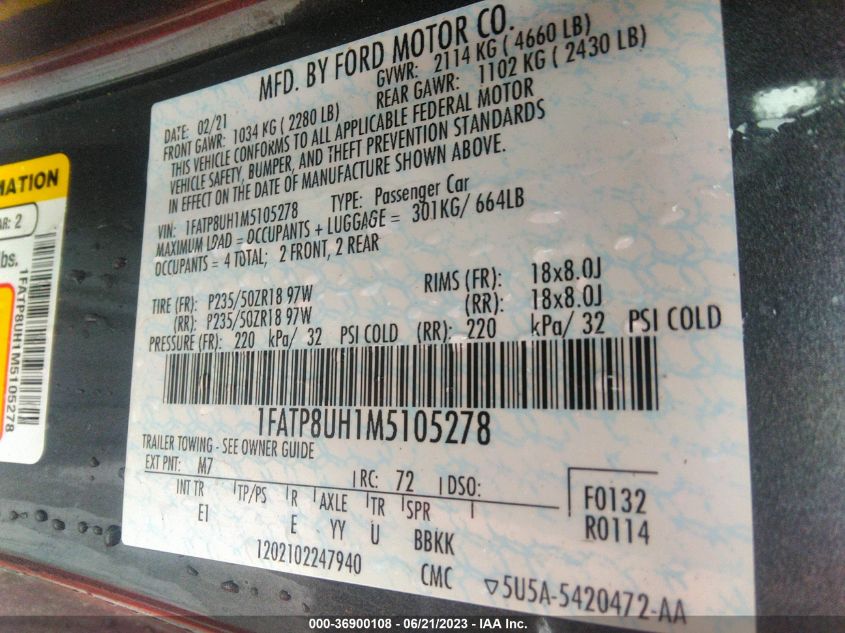 MFD. BY FORD MOTOR CO.
DATE: 02/21
GVWR: 2114 KG ( 4660 LB)
FRONT GAWR: 1034 KG ( 2280 LB)
REAR GAWR: 1102 KG ( 2430 LB)
THIS VEHICLE CONFORMS TO ALL APPLICABLE FEDERAL MOTOR
VEHICLE SAFETY, BUMPER, AND THEFT PREVENTION STANDARDS
IN EFFECT ON THE DATE OF MANUFACTURE SHOWN ABOVE.
VIN: 1FATP8UH1M5105278 TYPE: Passenger Car
MAXIMUM LOAD = OCCUPANTS + LUGGAGE = 301KG/ 664LB
OCCUPANTS = 4 TOTAL; 2 FRONT, 2 REAR
TIRE (FR): P235/50ZR18 97W RIMS (FR): 18x8.0J
(RR): P235/50ZR18 97W (RR): 18x8.0J
PRESSURE (FR): 220 kPa/ 32 PSI COLD (RR): 220 kPa/ 32 PSI COLD
1FATP8UH1M5105278
TRAILER TOWING - SEE OWNER GUIDE
EXT PNT: M7 RC: 72 DSO:
INT TR TP/PS R AXLE TR SPR
E1 E YY U BBKK
F0132
R0114
1202102247940 CMC
▽5U5A-5420472-AA
MATION
AR: 2
lbs.
1FATP8UH1M5105278
000-36900108 - 06/21/2023 - IAA Inc.